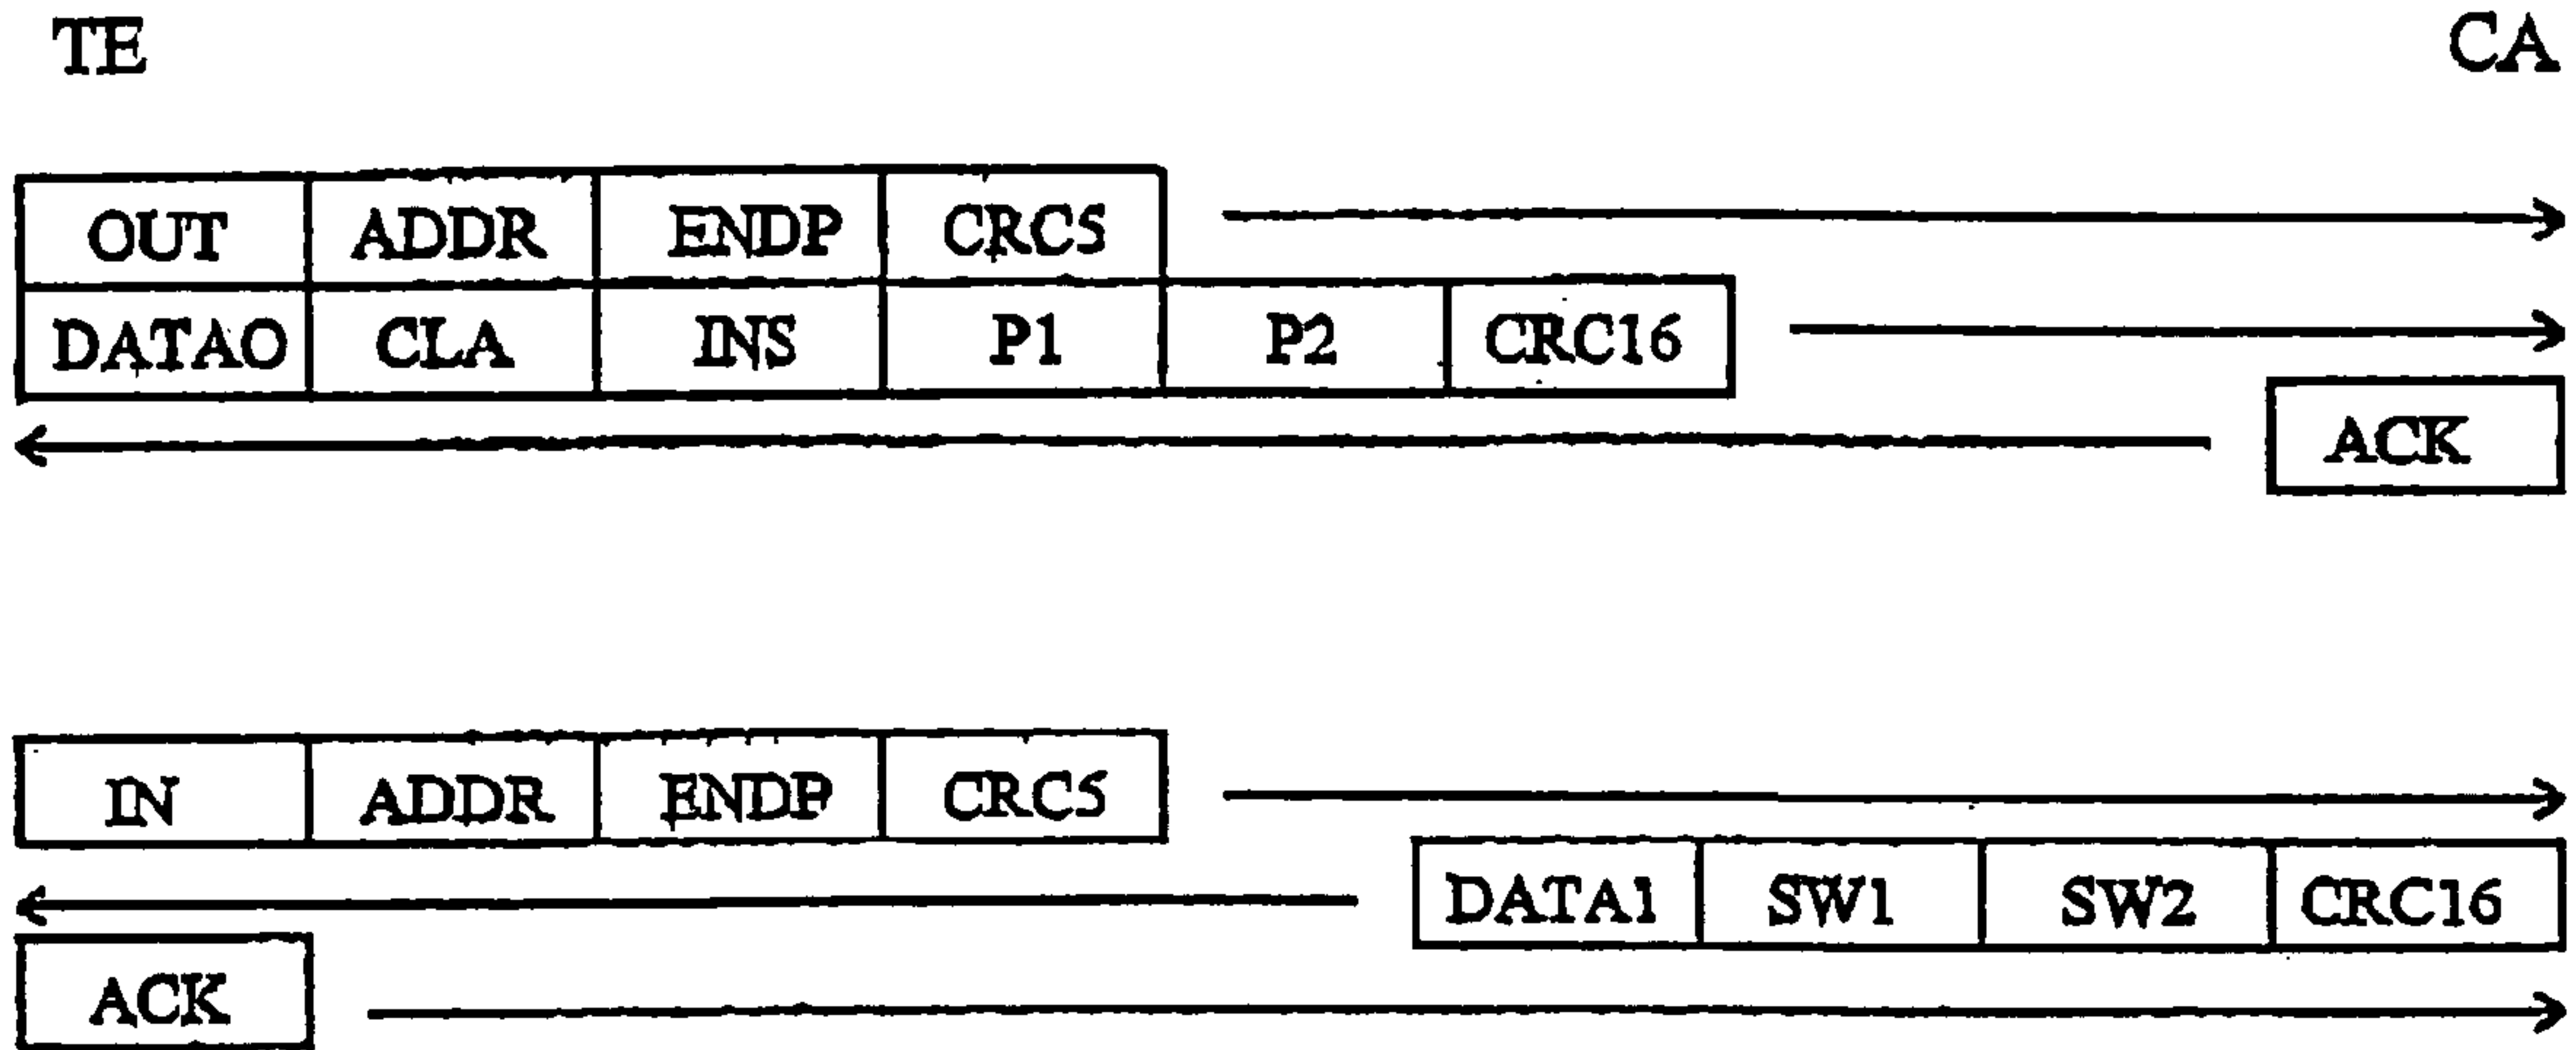 TE CA
OUT ADDR ENDP CRC5
DATAO CLA INS P1 P2 CRC16
ACK
IN ADDR ENDP CRC5
DATA1 SW1 SW2 CRC16
ACK